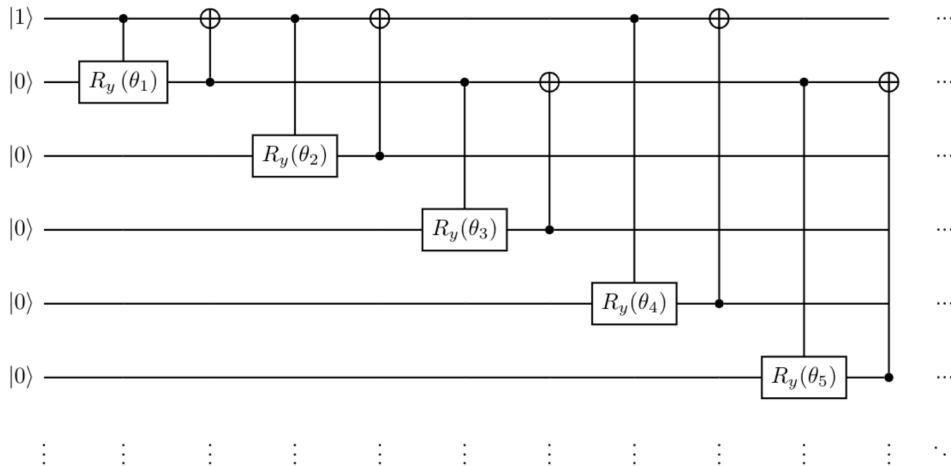 |1⟩ ⋯
|0⟩ R_y (θ_1) ⋯
|0⟩ R_y(θ_2) ⋯
|0⟩ R_y(θ_3) ⋯
|0⟩ R_y(θ_4) ⋯
|0⟩ R_y(θ_5) ⋯
⋮ ⋮ ⋮ ⋮ ⋮ ⋮ ⋮ ⋮ ⋮ ⋮ ⋮ ⋱